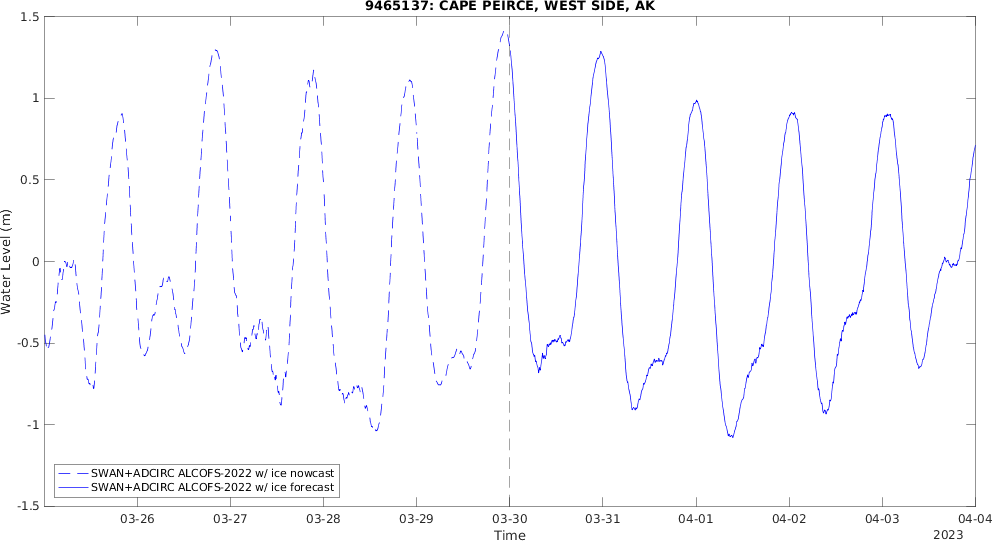 9465137: CAPE PEIRCE, WEST SIDE, AK
1.5
1
0.5
0
-0.5
-1
-1.5
Water Level (m)
SWAN+ADCIRC ALCOFS-2022 w/ ice nowcast
SWAN+ADCIRC ALCOFS-2022 w/ ice forecast
03-26 03-27 03-28 03-29 03-30 03-31 04-01 04-02 04-03 04-04
Time
2023